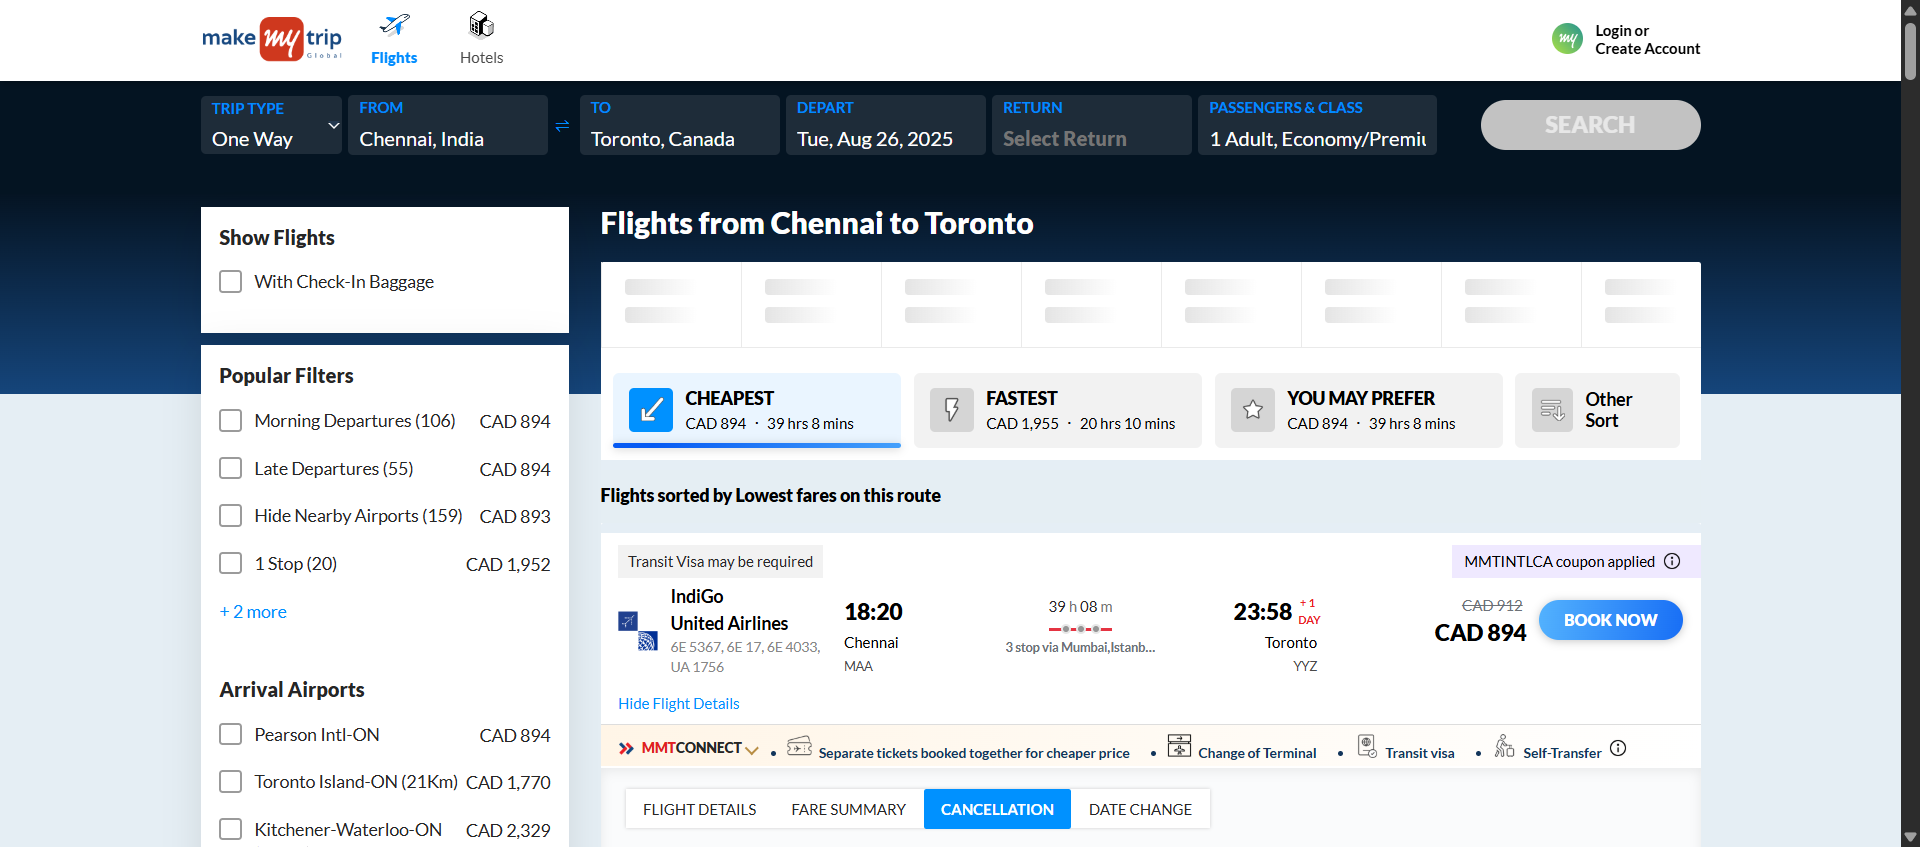 make my trip
Global
Flights
Hotels
my
Login or
Create Account
TRIP TYPE
One Way
FROM
Chennai, India
TO
Toronto, Canada
DEPART
Tue, Aug 26, 2025
RETURN
Select Return
PASSENGERS & CLASS
1 Adult, Economy/Premiu
SEARCH
Show Flights
With Check-In Baggage
Popular Filters
Morning Departures (106) CAD 894
Late Departures (55) CAD 894
Hide Nearby Airports (159) CAD 893
1 Stop (20) CAD 1,952
+ 2 more
Arrival Airports
Pearson Intl-ON CAD 894
Toronto Island-ON (21Km) CAD 1,770
Kitchener-Waterloo-ON CAD 2,329
Flights from Chennai to Toronto
CHEAPEST
CAD 894 · 39 hrs 8 mins
FASTEST
CAD 1,955 · 20 hrs 10 mins
YOU MAY PREFER
CAD 894 · 39 hrs 8 mins
Other
Sort
Flights sorted by Lowest fares on this route
Transit Visa may be required
MMTINTLCA coupon applied
IndiGo
United Airlines
6E 5367, 6E 17, 6E 4033,
UA 1756
18:20
Chennai
MAA
39 h 08 m
3 stop via Mumbai,Istanb...
23:58
+ 1
DAY
Toronto
YYZ
CAD 912
CAD 894
BOOK NOW
Hide Flight Details
MMTCONNECT • Separate tickets booked together for cheaper price • Change of Terminal • Transit visa • Self-Transfer
FLIGHT DETAILS
FARE SUMMARY
CANCELLATION
DATE CHANGE